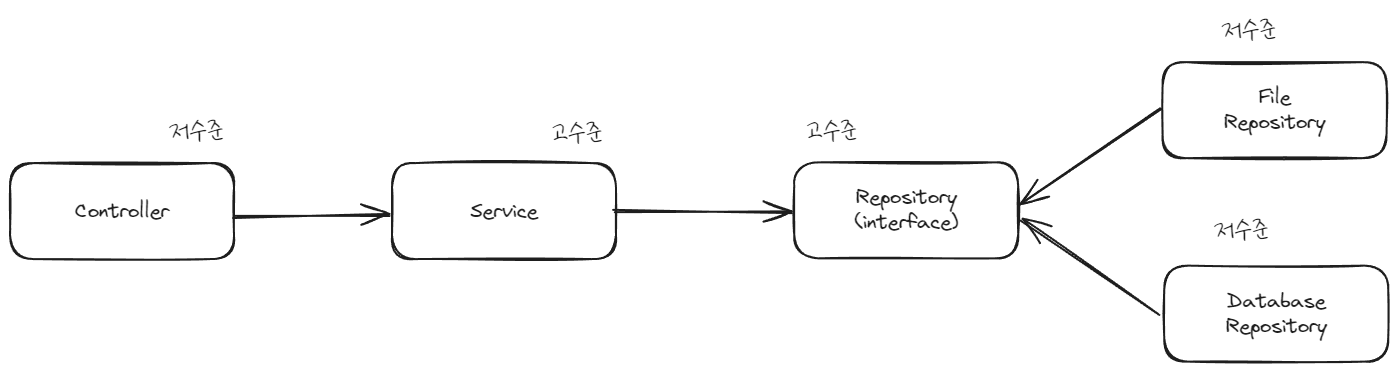 저수준
Controller
고수준
Service
고수준
Repository
(interface)
저수준
File
Repository
저수준
Database
Repository